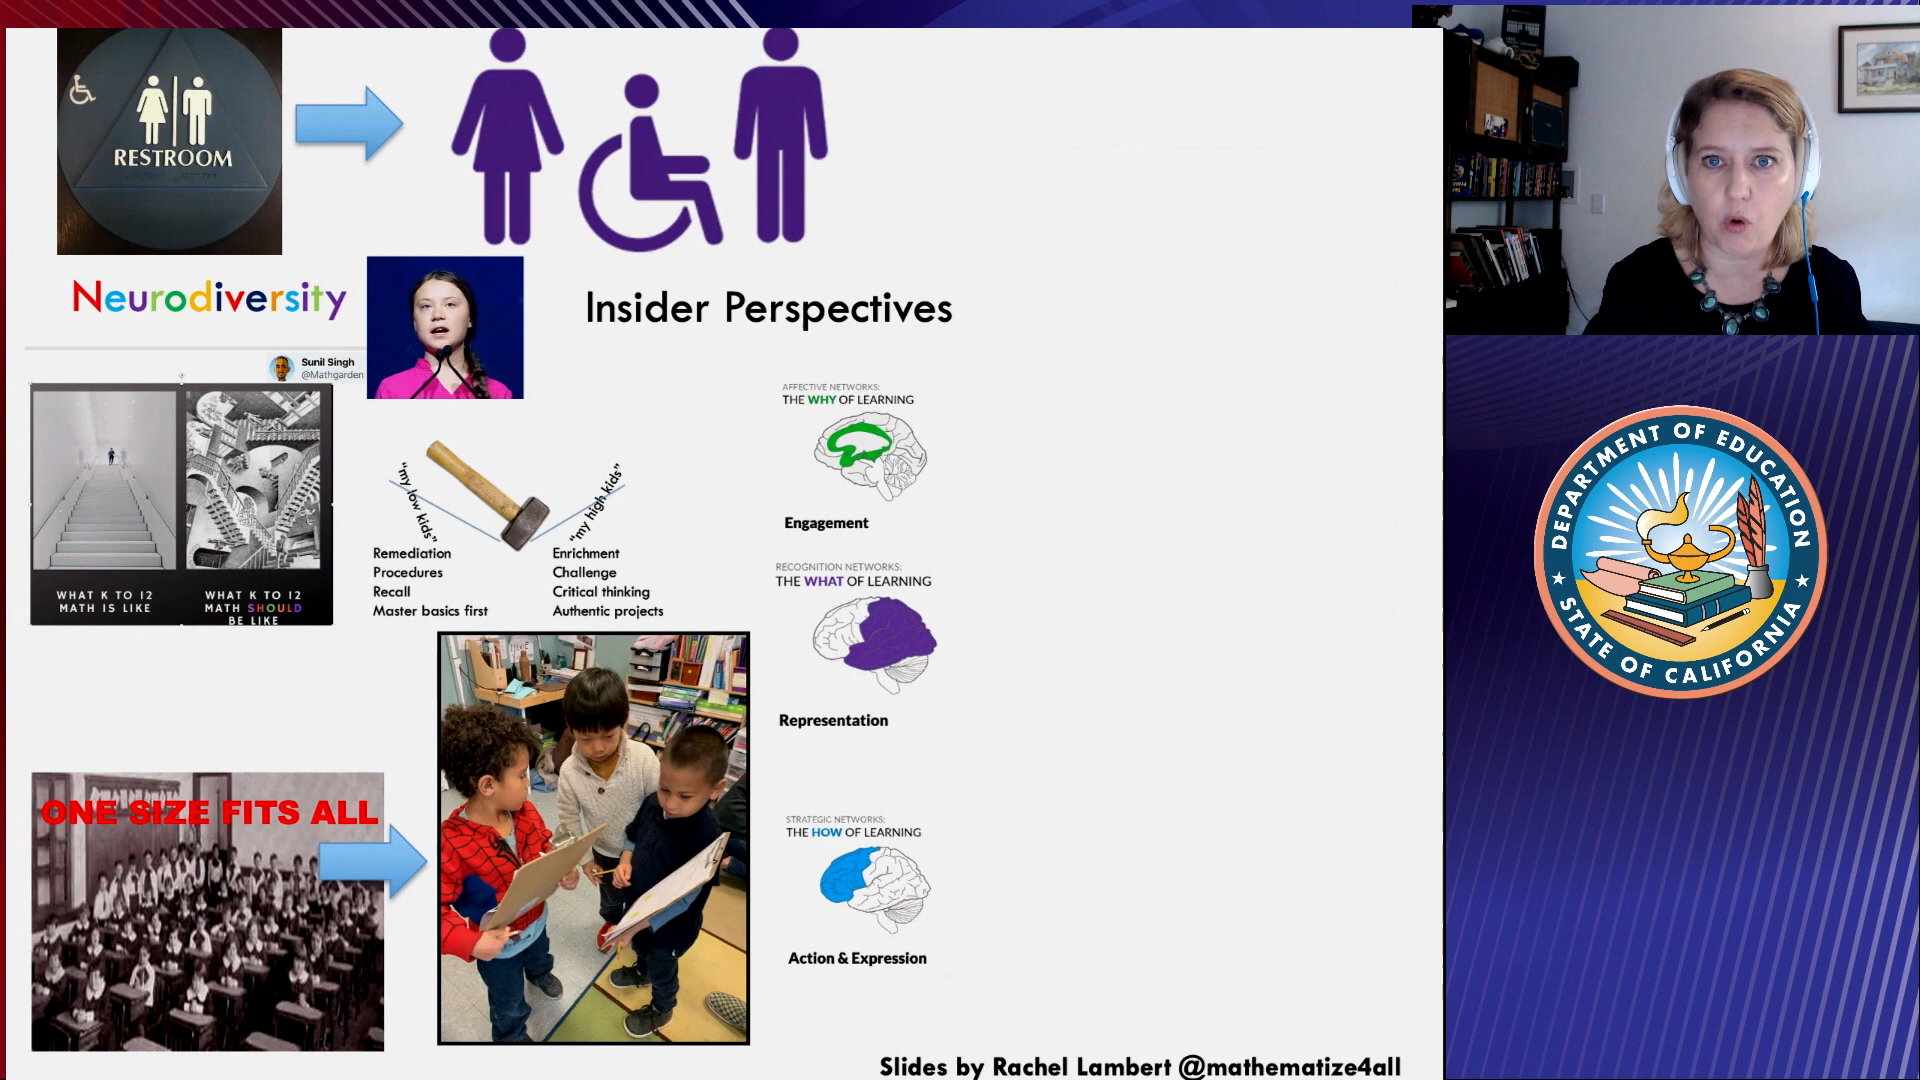 RESTROOM
Neurodiversity
Insider Perspectives
Sunil Singh
@Mathgarden
WHAT K TO 12
MATH IS LIKE
WHAT K TO 12
MATH SHOULD
BE LIKE
"my low kids"
"my high kids"
Remediation
Procedures
Recall
Master basics first
Enrichment
Challenge
Critical thinking
Authentic projects
AFFECTIVE NETWORKS:
THE WHY OF LEARNING
Engagement
RECOGNITION NETWORKS:
THE WHAT OF LEARNING
Representation
STRATEGIC NETWORKS:
THE HOW OF LEARNING
Action & Expression
ONE SIZE FITS ALL
Slides by Rachel Lambert @mathematize4all
DEPARTMENT OF EDUCATION
STATE OF CALIFORNIA